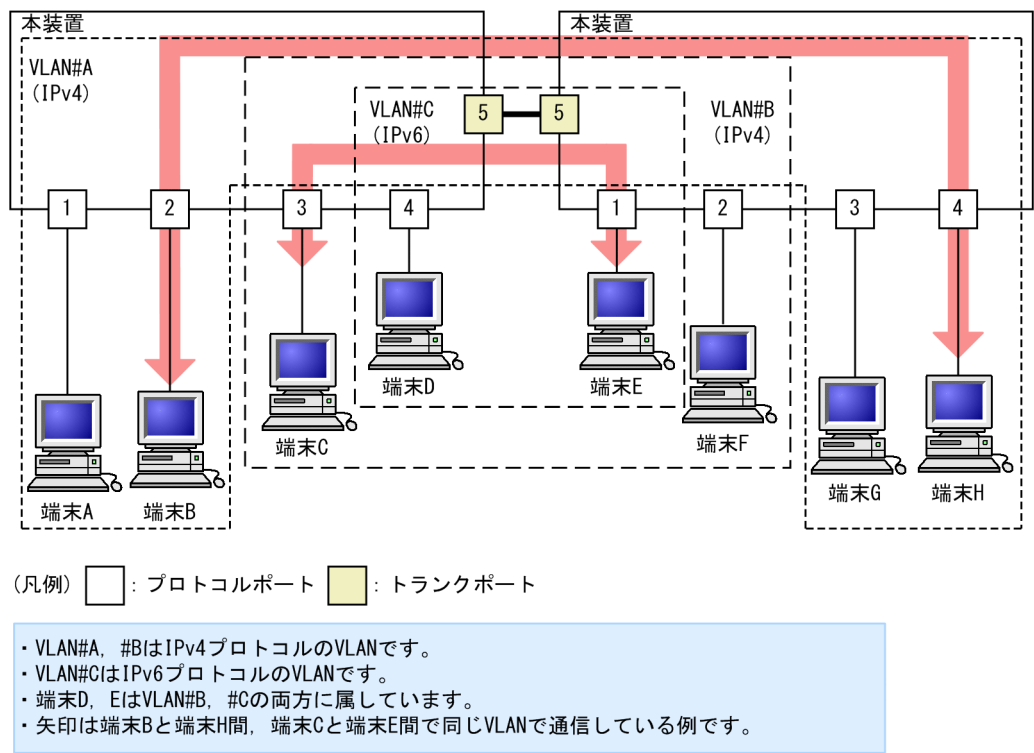 本装置
本装置
VLAN#A
(IPv4)
VLAN#C
(IPv6)
5
5
VLAN#B
(IPv4)
1
2
3
4
1
2
3
4
端末D
端末E
端末C
端末F
端末A
端末B
端末G
端末H
(凡例)
：プロトコルポート
：トランクポート
・VLAN#A, #BはIPv4プロトコルのVLANです。
・VLAN#CはIPv6プロトコルのVLANです。
・端末D, EはVLAN#B, #Cの両方に属しています。
・矢印は端末Bと端末H間, 端末Cと端末E間で同じVLANで通信している例です。